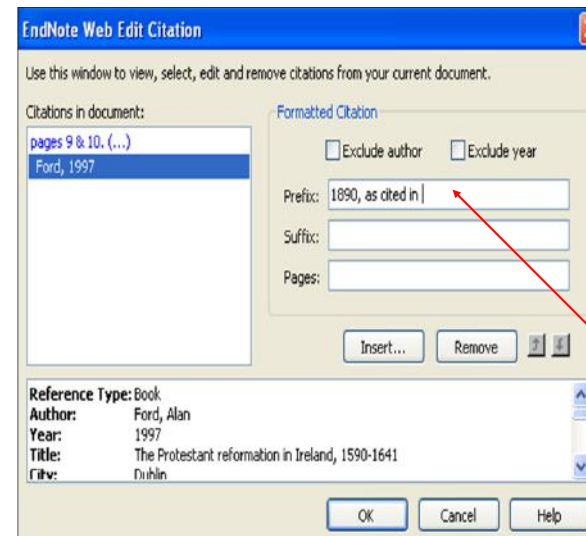 EndNote Web Edit Citation
Use this window to view, select, edit and remove citations from your current document.
Citations in document:
pages 9 & 10. (...)
Ford, 1997
Formatted Citation
Exclude author Exclude year
Prefix: 1890, as cited in
Suffix:
Pages:
Insert... Remove
Reference Type: Book
Author: Ford, Alan
Year: 1997
Title: The Protestant reformation in Ireland, 1590-1641
City: Dublin
OK Cancel Help